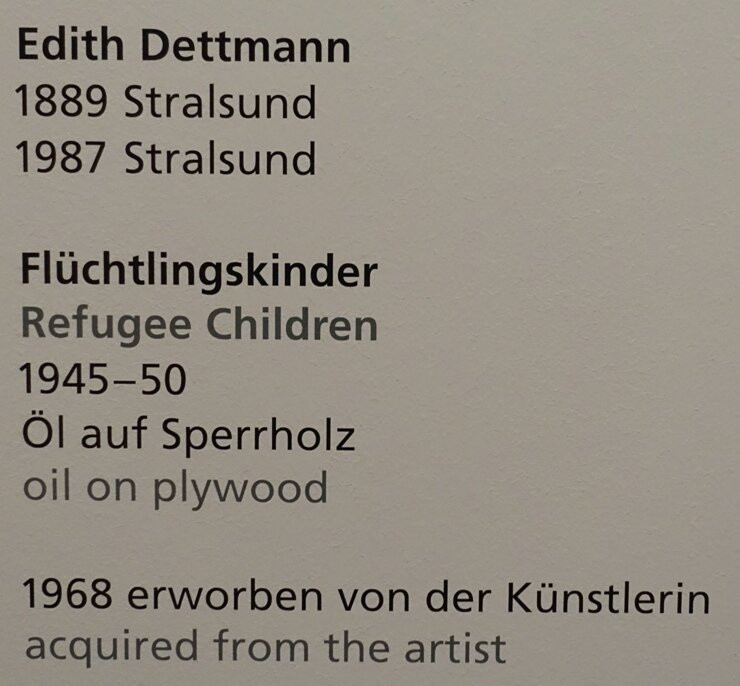 Edith Dettmann
1889 Stralsund
1987 Stralsund
Flüchtlingskinder
Refugee Children
1945–50
Öl auf Sperrholz
oil on plywood
1968 erworben von der Künstlerin
acquired from the artist